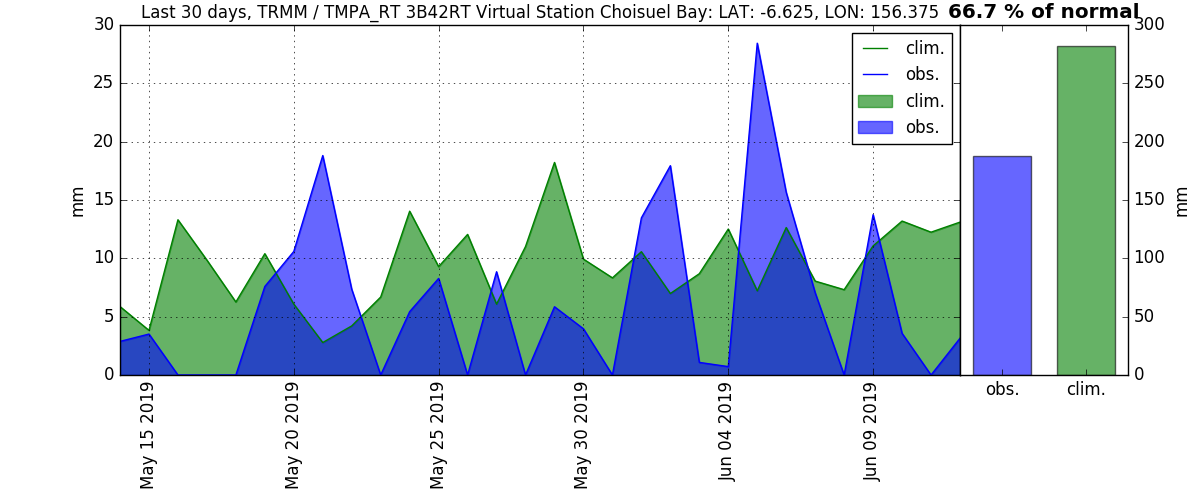 Last 30 days, TRMM / TMPA_RT 3B42RT Virtual Station Choisuel Bay: LAT: -6.625, LON: 156.375
66.7 % of normal
30
25
20
15
10
5
0
mm
clim.
obs.
clim.
obs.
May 15 2019
May 20 2019
May 25 2019
May 30 2019
Jun 04 2019
Jun 09 2019
300
250
200
150
100
50
0
mm
obs.
clim.